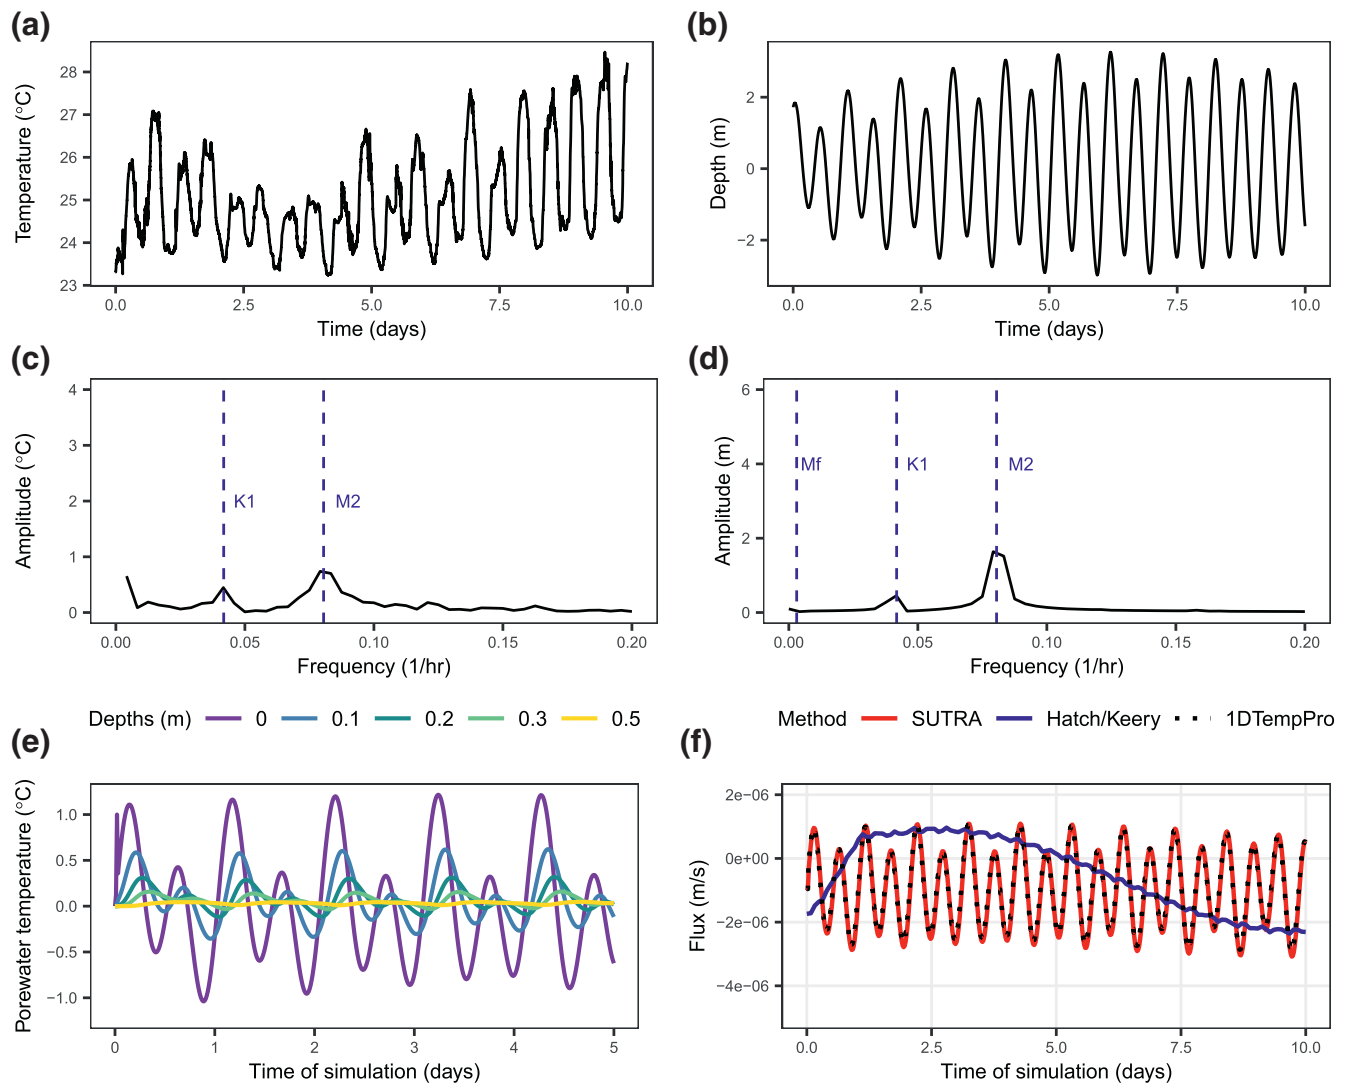 (a)
Temperature (°C)
28
27
26
25
24
23
0.0 2.5 5.0 7.5 10.0
Time (days)
(b)
Depth (m)
2
0
−2
0.0 2.5 5.0 7.5 10.0
Time (days)
(c)
Amplitude (°C)
4
3
2
1
0
K1 M2
0.00 0.05 0.10 0.15 0.20
Frequency (1/hr)
(d)
Amplitude (m)
6
4
2
0
Mf K1 M2
0.00 0.05 0.10 0.15 0.20
Frequency (1/hr)
Depths (m) 0 0.1 0.2 0.3 0.5
(e)
Porewater temperature (°C)
1.0
0.5
0.0
−0.5
−1.0
0 1 2 3 4 5
Time of simulation (days)
Method SUTRA Hatch/Keery 1DTempPro
(f)
Flux (m/s)
2e−06
0e+00
−2e−06
−4e−06
0.0 2.5 5.0 7.5 10.0
Time of simulation (days)